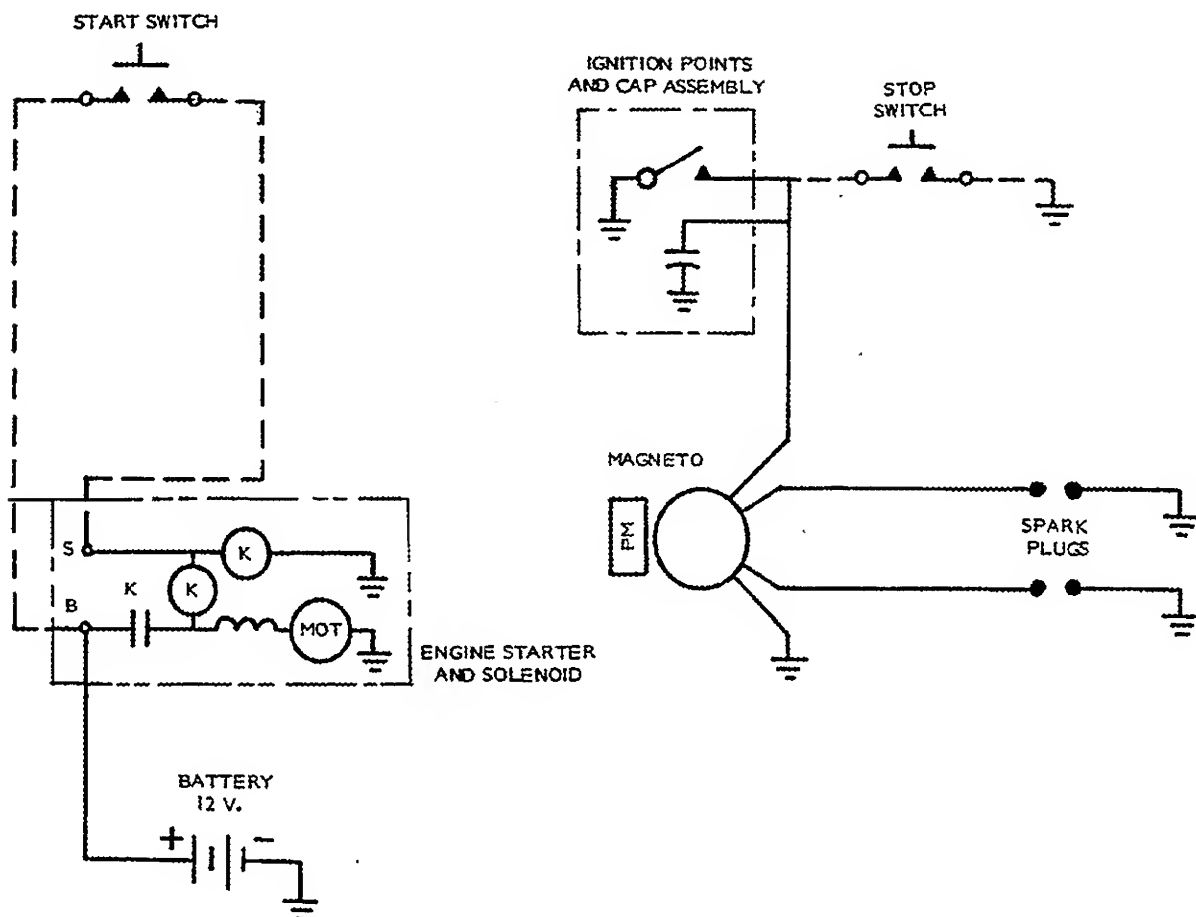 START SWITCH
IGNITION POINTS
AND CAP ASSEMBLY
STOP
SWITCH
MAGNETO
PM
SPARK
PLUGS
S
K
K
B
K
MOT
ENGINE STARTER
AND SOLENOID
BATTERY
12 V.
+ -